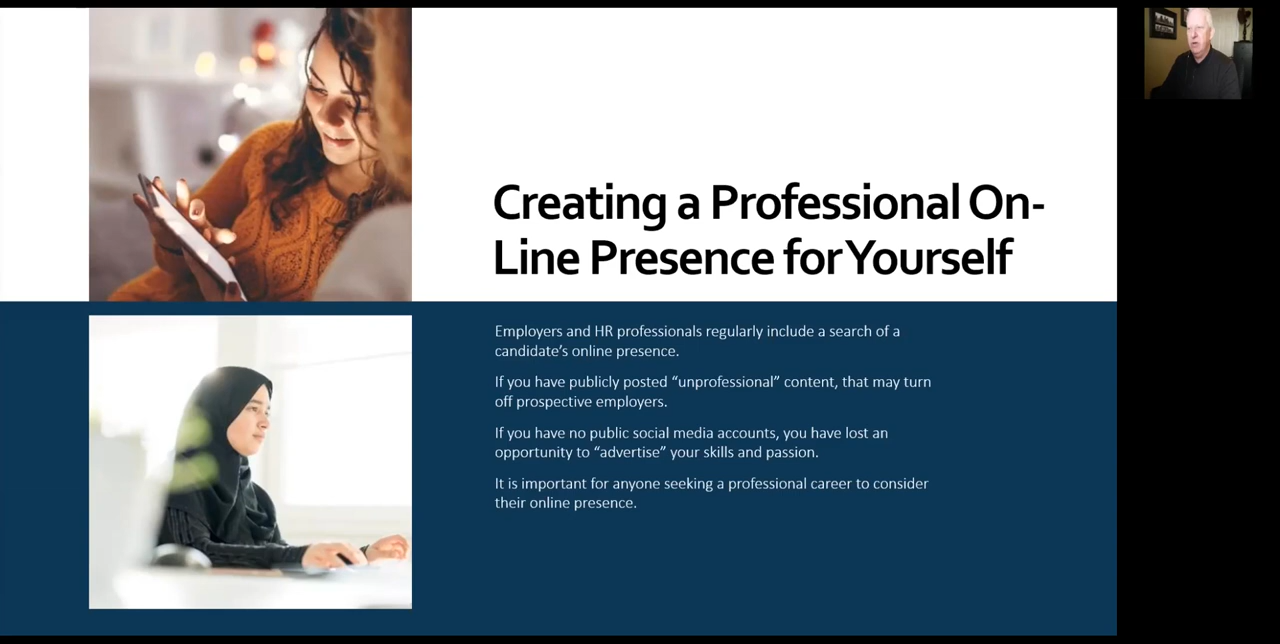 Creating a Professional On-
Line Presence for Yourself
Employers and HR professionals regularly include a search of a
candidate’s online presence.
If you have publicly posted “unprofessional” content, that may turn
off prospective employers.
If you have no public social media accounts, you have lost an
opportunity to “advertise” your skills and passion.
It is important for anyone seeking a professional career to consider
their online presence.